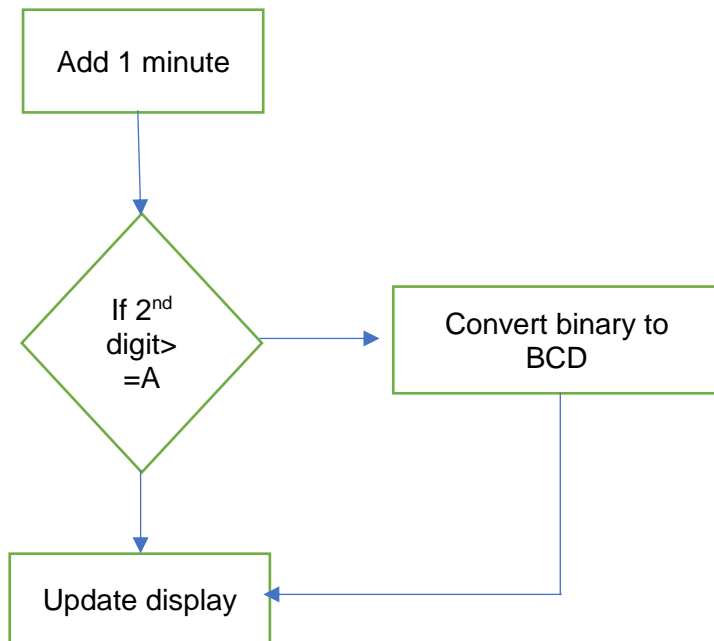 Add 1 minute
If 2nd
digit>
=A
Convert binary to
BCD
Update display